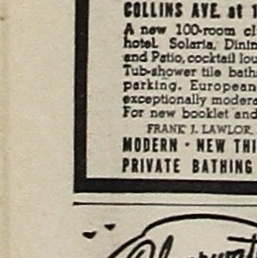 COLLINS AVE. at 1
A new 100-room cl
hotel. Solaria, Dinin
and Patio, cocktail lou
Tub-shower tile baths
parking. European
exceptionally modera
For new booklet and
FRANK J. LAWLOR,
MODERN · NEW THI
PRIVATE BATHING